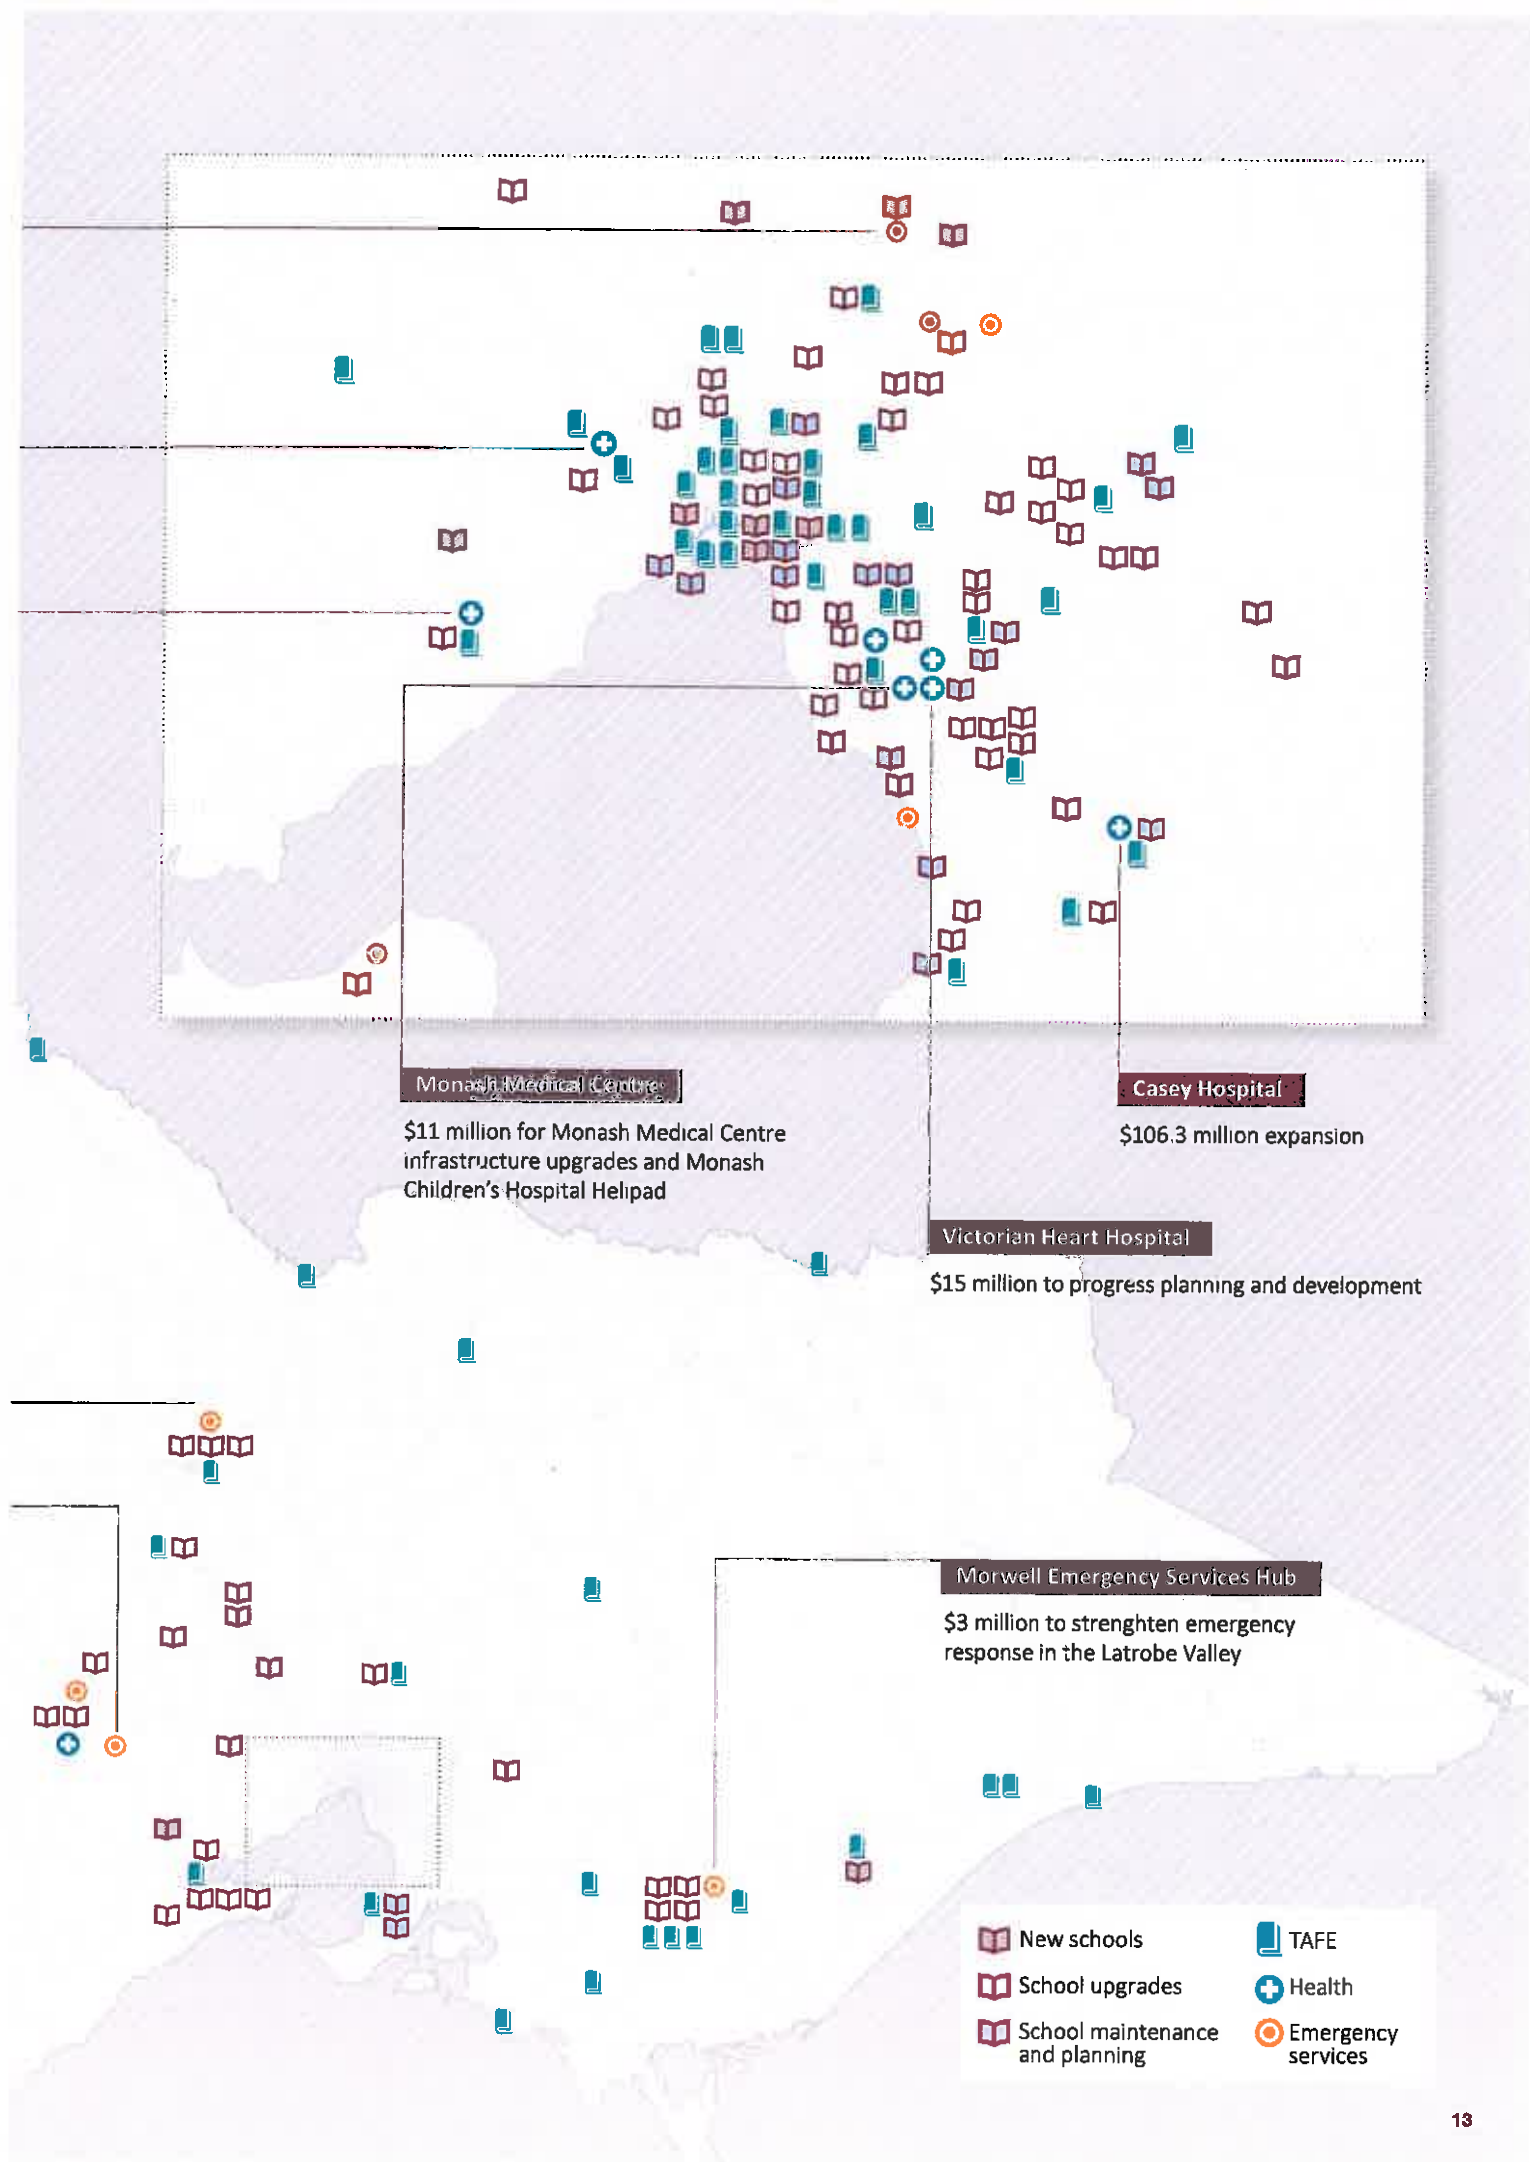 Monash Medical Centre
$11 million for Monash Medical Centre
infrastructure upgrades and Monash
Children's Hospital Helipad
Casey Hospital
$106.3 million expansion
Victorian Heart Hospital
$15 million to progress planning and development
Morwell Emergency Services Hub
$3 million to strenghten emergency
response in the Latrobe Valley
New schools
School upgrades
School maintenance
and planning
TAFE
Health
Emergency
services
13